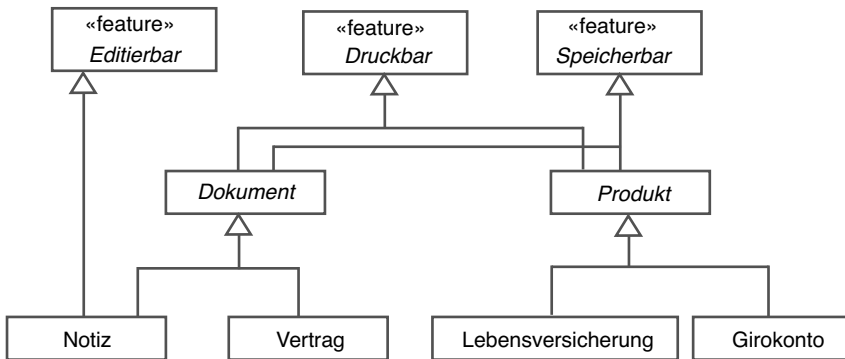 «feature»
Editierbar
«feature»
Druckbar
«feature»
Speicherbar
Dokument
Produkt
Notiz
Vertrag
Lebensversicherung
Girokonto